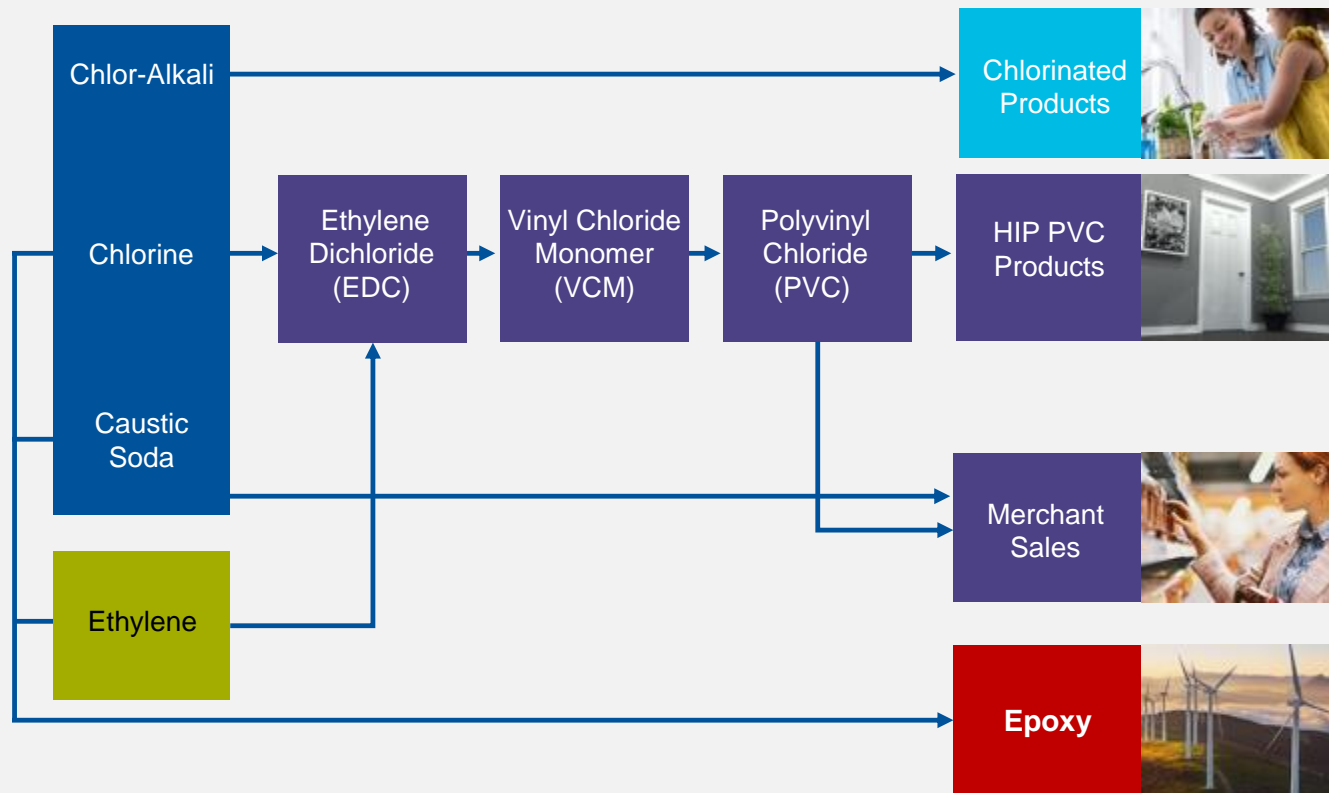 Chlor-Alkali
Chlorinated
Products
Chlorine
Ethylene
Dichloride
(EDC)
Vinyl Chloride
Monomer
(VCM)
Polyvinyl
Chloride
(PVC)
HIP PVC
Products
Caustic
Soda
Merchant
Sales
Ethylene
Epoxy